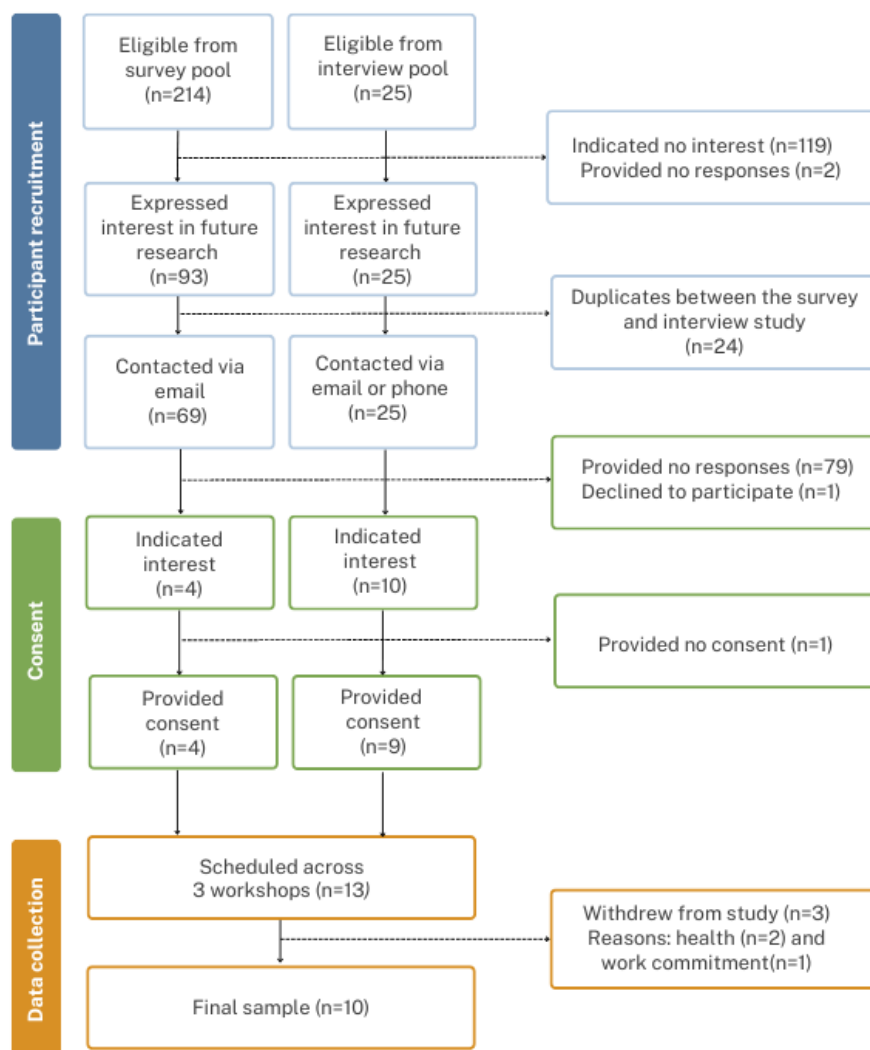 Participant recruitment
Eligible from
survey pool
(n=214)
Eligible from
interview pool
(n=25)
Indicated no interest (n=119)
Provided no responses (n=2)
Expressed
interest in future
research
(n=93)
Expressed
interest in future
research
(n=25)
Duplicates between the survey
and interview study
(n=24)
Contacted via
email
(n=69)
Contacted via
email or phone
(n=25)
Provided no responses (n=79)
Declined to participate (n=1)
Consent
Indicated
interest
(n=4)
Indicated
interest
(n=10)
Provided no consent (n=1)
Provided
consent
(n=4)
Provided
consent
(n=9)
Data collection
Scheduled across
3 workshops (n=13)
Withdrew from study (n=3)
Reasons: health (n=2) and
work commitment(n=1)
Final sample (n=10)